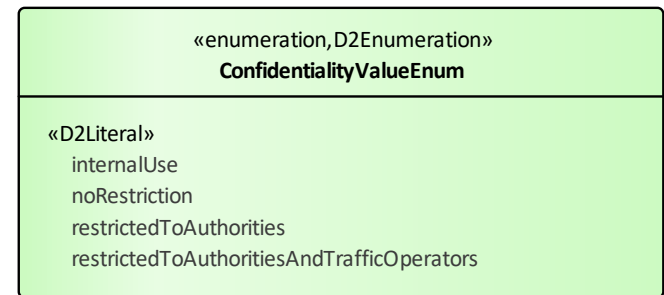 «enumeration,D2Enumeration»
ConfidentialityValueEnum
«D2Literal»
internalUse
noRestriction
restrictedToAuthorities
restrictedToAuthoritiesAndTrafficOperators